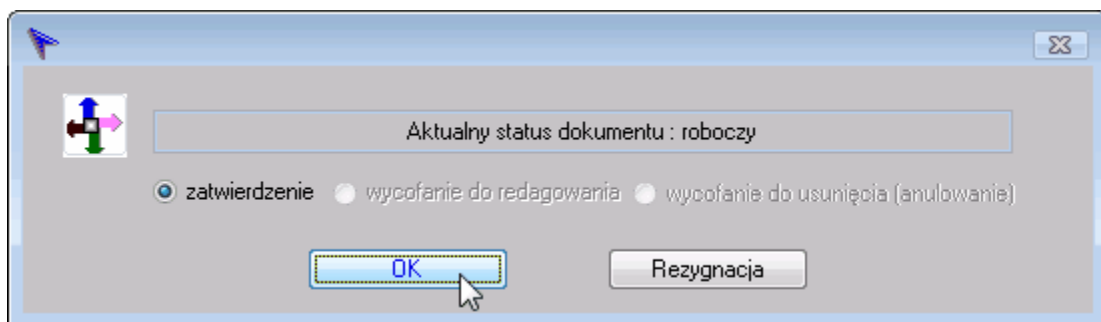 Aktualny status dokumentu : roboczy
zatwierdzenie wycofanie do redagowania wycofanie do usunięcia (anulowanie)
OK Rezygnacja